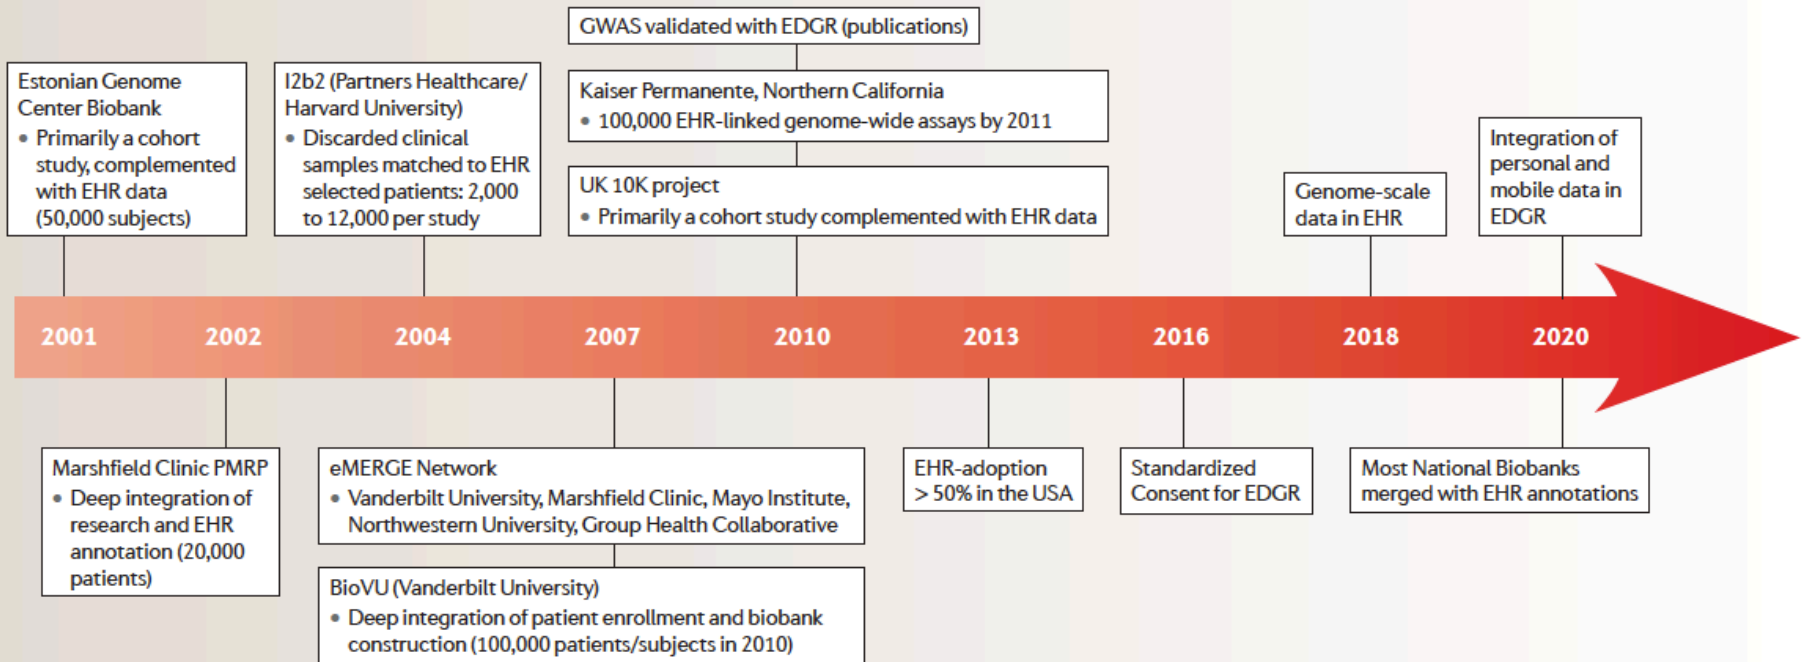 GWAS validated with EDGR (publications)
Estonian Genome
Center Biobank
• Primarily a cohort
study, complemented
with EHR data
(50,000 subjects)
I2b2 (Partners Healthcare/
Harvard University)
• Discarded clinical
samples matched to EHR
selected patients: 2,000
to 12,000 per study
Kaiser Permanente, Northern California
• 100,000 EHR-linked genome-wide assays by 2011
UK 10K project
• Primarily a cohort study complemented with EHR data
Genome-scale
data in EHR
Integration of
personal and
mobile data in
EDGR
2001 2002 2004 2007 2010 2013 2016 2018 2020
Marshfield Clinic PMRP
• Deep integration of
research and EHR
annotation (20,000
patients)
eMERGE Network
• Vanderbilt University, Marshfield Clinic, Mayo Institute,
Northwestern University, Group Health Collaborative
BioVU (Vanderbilt University)
• Deep integration of patient enrollment and biobank
construction (100,000 patients/subjects in 2010)
EHR-adoption
> 50% in the USA
Standardized
Consent for EDGR
Most National Biobanks
merged with EHR annotations